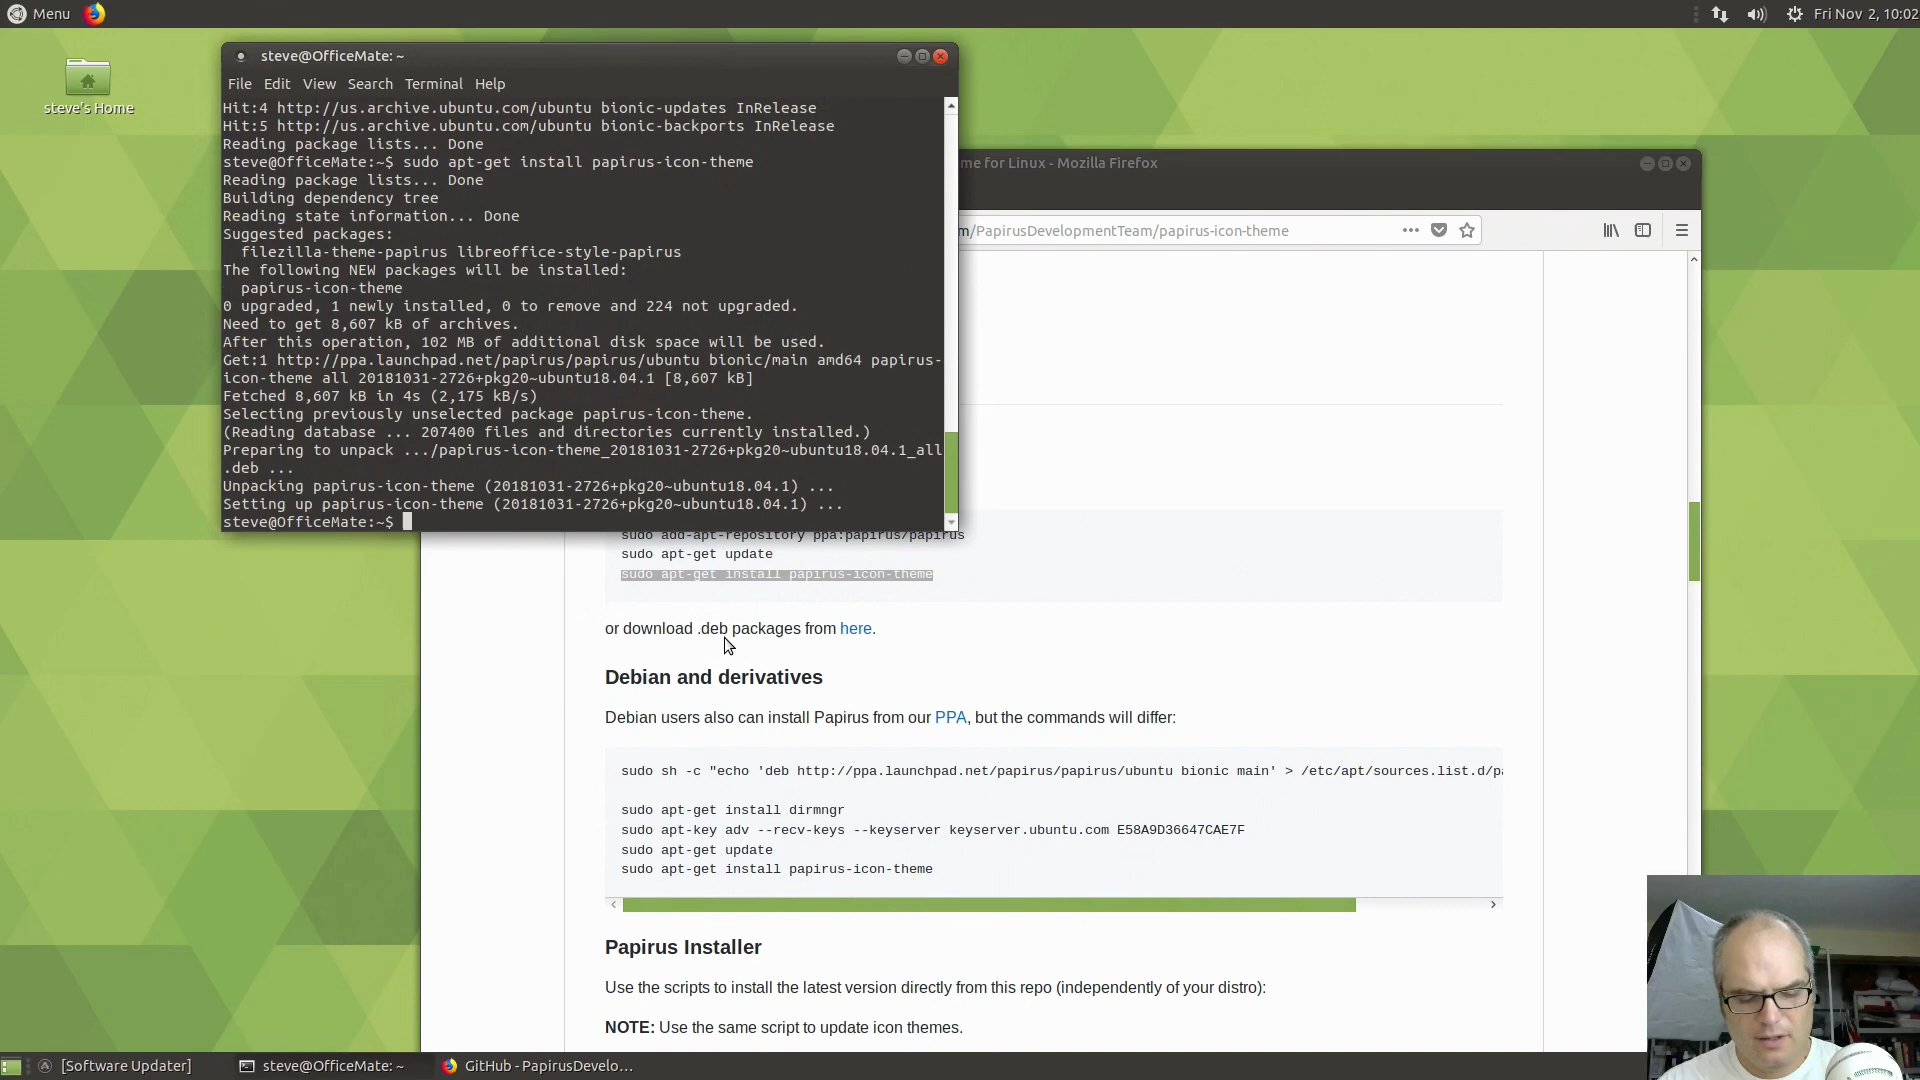 Menu
Fri Nov 2, 10:02
steve's Home
steve@OfficeMate: ~
File Edit View Search Terminal Help
Hit:4 http://us.archive.ubuntu.com/ubuntu bionic-updates InRelease
Hit:5 http://us.archive.ubuntu.com/ubuntu bionic-backports InRelease
Reading package lists... Done
steve@OfficeMate:~$ sudo apt-get install papirus-icon-theme
Reading package lists... Done
Building dependency tree
Reading state information... Done
Suggested packages:
filezilla-theme-papirus libreoffice-style-papirus
The following NEW packages will be installed:
papirus-icon-theme
0 upgraded, 1 newly installed, 0 to remove and 224 not upgraded.
Need to get 8,607 kB of archives.
After this operation, 102 MB of additional disk space will be used.
Get:1 http://ppa.launchpad.net/papirus/papirus/ubuntu bionic/main amd64 papirus-
icon-theme all 20181031-2726+pkg20~ubuntu18.04.1 [8,607 kB]
Fetched 8,607 kB in 4s (2,175 kB/s)
Selecting previously unselected package papirus-icon-theme.
(Reading database ... 207400 files and directories currently installed.)
Preparing to unpack .../papirus-icon-theme_20181031-2726+pkg20~ubuntu18.04.1_all
.deb ...
Unpacking papirus-icon-theme (20181031-2726+pkg20~ubuntu18.04.1) ...
Setting up papirus-icon-theme (20181031-2726+pkg20~ubuntu18.04.1) ...
steve@OfficeMate:~$
me for Linux - Mozilla Firefox
m/PapirusDevelopmentTeam/papirus-icon-theme
sudo add-apt-repository ppa:papirus/papirus
sudo apt-get update
sudo apt-get install papirus-icon-theme
or download .deb packages from here.
Debian and derivatives
Debian users also can install Papirus from our PPA, but the commands will differ:
sudo sh -c "echo 'deb http://ppa.launchpad.net/papirus/papirus/ubuntu bionic main' > /etc/apt/sources.list.d/pa
sudo apt-get install dirmngr
sudo apt-key adv --recv-keys --keyserver keyserver.ubuntu.com E58A9D36647CAE7F
sudo apt-get update
sudo apt-get install papirus-icon-theme
Papirus Installer
Use the scripts to install the latest version directly from this repo (independently of your distro):
NOTE: Use the same script to update icon themes.
[Software Updater]
steve@OfficeMate: ~
GitHub - PapirusDevelo...